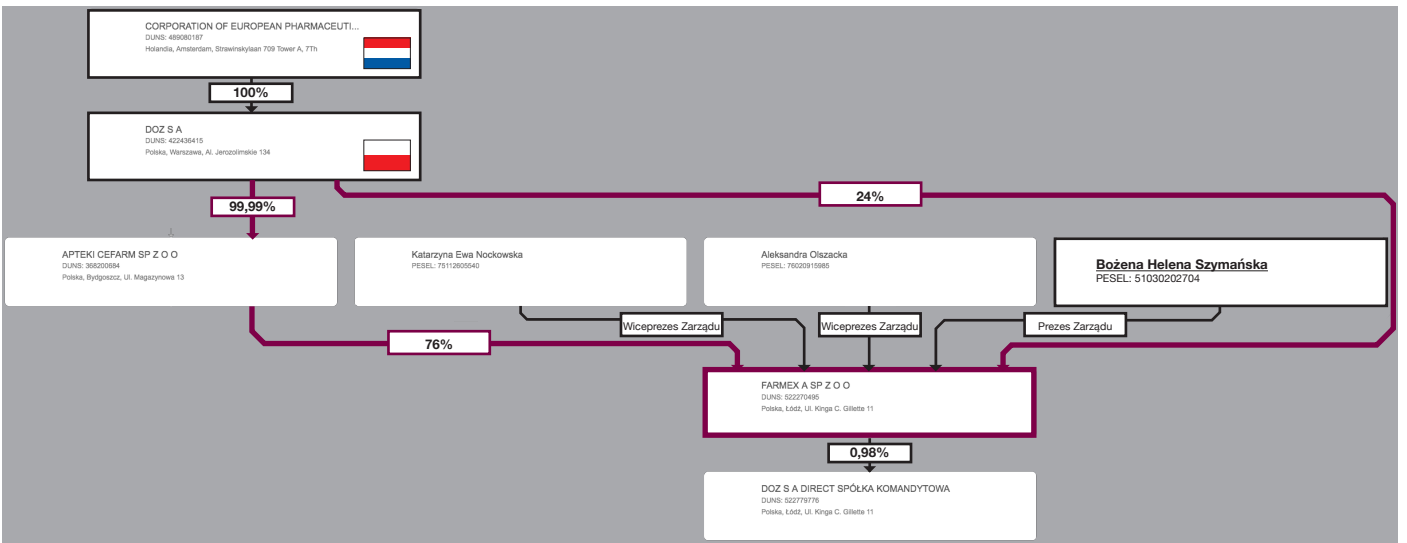 CORPORATION OF EUROPEAN PHARMACEUTI...
DUNS: 489080187
Holandia, Amsterdam, Strawinskylaan 709 Tower A, 7Th
100%
DOZ S A
DUNS: 422436415
Polska, Warszawa, Al. Jerozolimskie 134
99,99%
24%
APTEKI CEFARM SP Z O O
DUNS: 368200684
Polska, Bydgoszcz, Ul. Magazynowa 13
Katarzyna Ewa Nockowska
PESEL: 75112605540
Aleksandra Olszacka
PESEL: 76020915985
Bożena Helena Szymańska
PESEL: 51030202704
Wiceprezes Zarządu
Wiceprezes Zarządu
Prezes Zarządu
76%
FARMEX A SP Z O O
DUNS: 522270495
Polska, Łódź, Ul. Kinga C. Gillette 11
0,98%
DOZ S A DIRECT SPÓŁKA KOMANDYTOWA
DUNS: 522779776
Polska, Łódź, Ul. Kinga C. Gillette 11